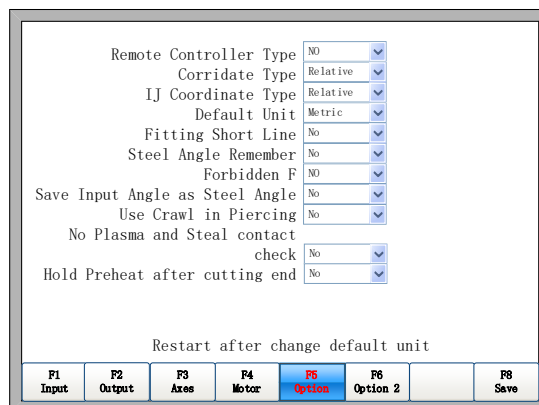 Remote Controller Type NO
Corridate Type Relative
IJ Coordinate Type Relative
Default Unit Metric
Fitting Short Line No
Steel Angle Remember No
Forbidden F NO
Save Input Angle as Steel Angle No
Use Crawl in Piercing No
No Plasma and Steal contact
check No
Hold Preheat after cutting end No
Restart after change default unit
F1 F2 F3 F4 F5 F6 F8
Input Output Axes Motor Option Option 2 Save